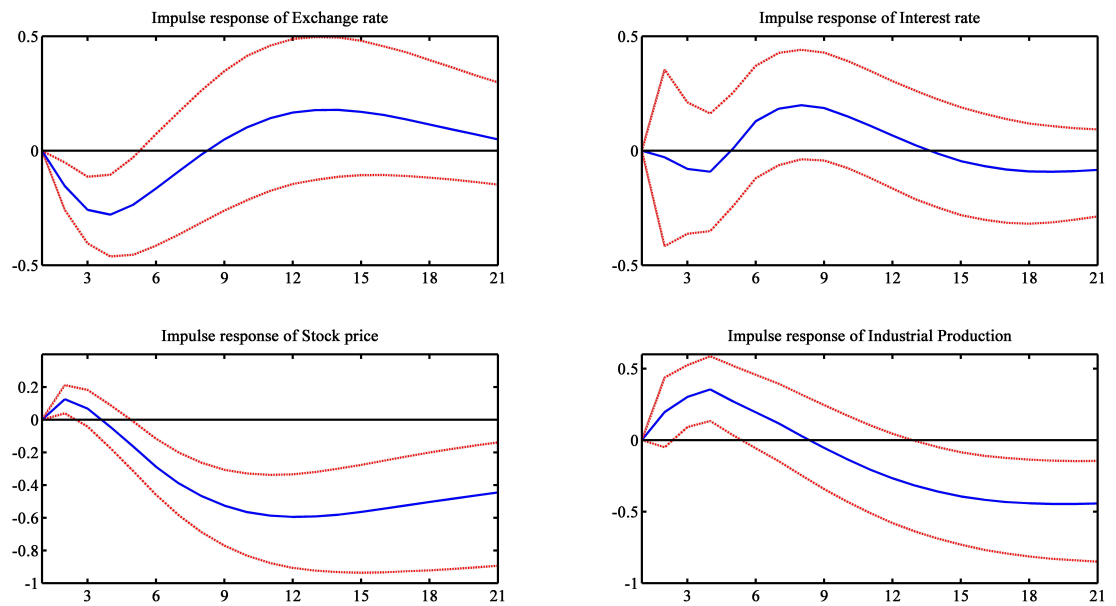 Impulse response of Exchange rate
0.5
0
-0.5
3 6 9 12 15 18 21
Impulse response of Interest rate
0.5
0
-0.5
3 6 9 12 15 18 21
Impulse response of Stock price
0.2
0
-0.2
-0.4
-0.6
-0.8
-1
3 6 9 12 15 18 21
Impulse response of Industrial Production
0.5
0
-0.5
-1
3 6 9 12 15 18 21